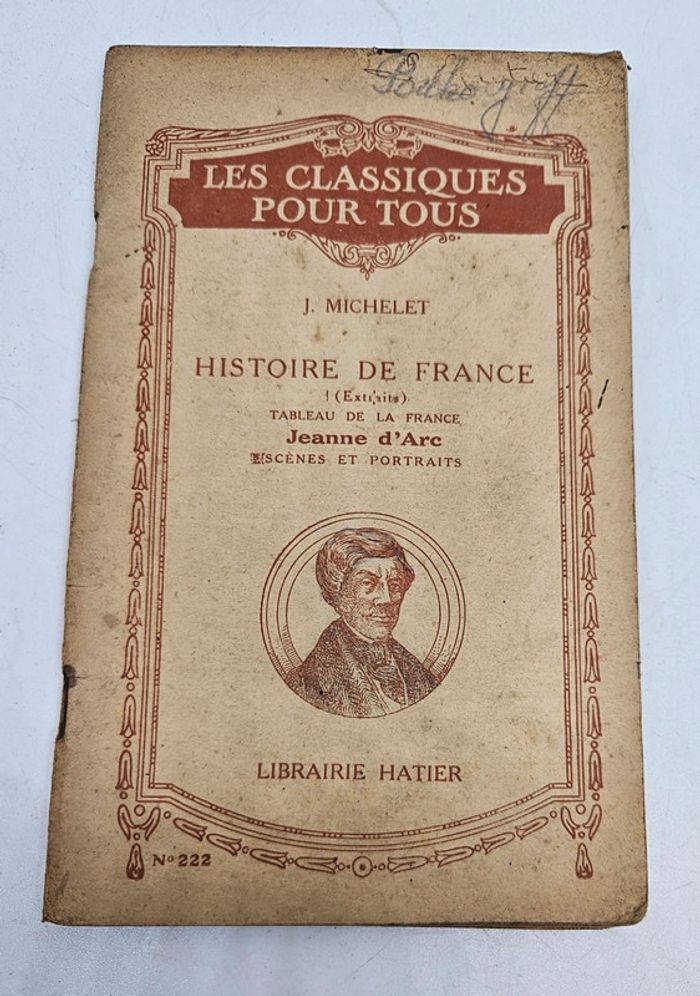 LES CLASSIQUES
POUR TOUS
J. MICHELET
HISTOIRE DE FRANCE
(Extraits)
TABLEAU DE LA FRANCE
Jeanne d'Arc
SCÈNES ET PORTRAITS
LIBRAIRIE HATIER
Nº 222